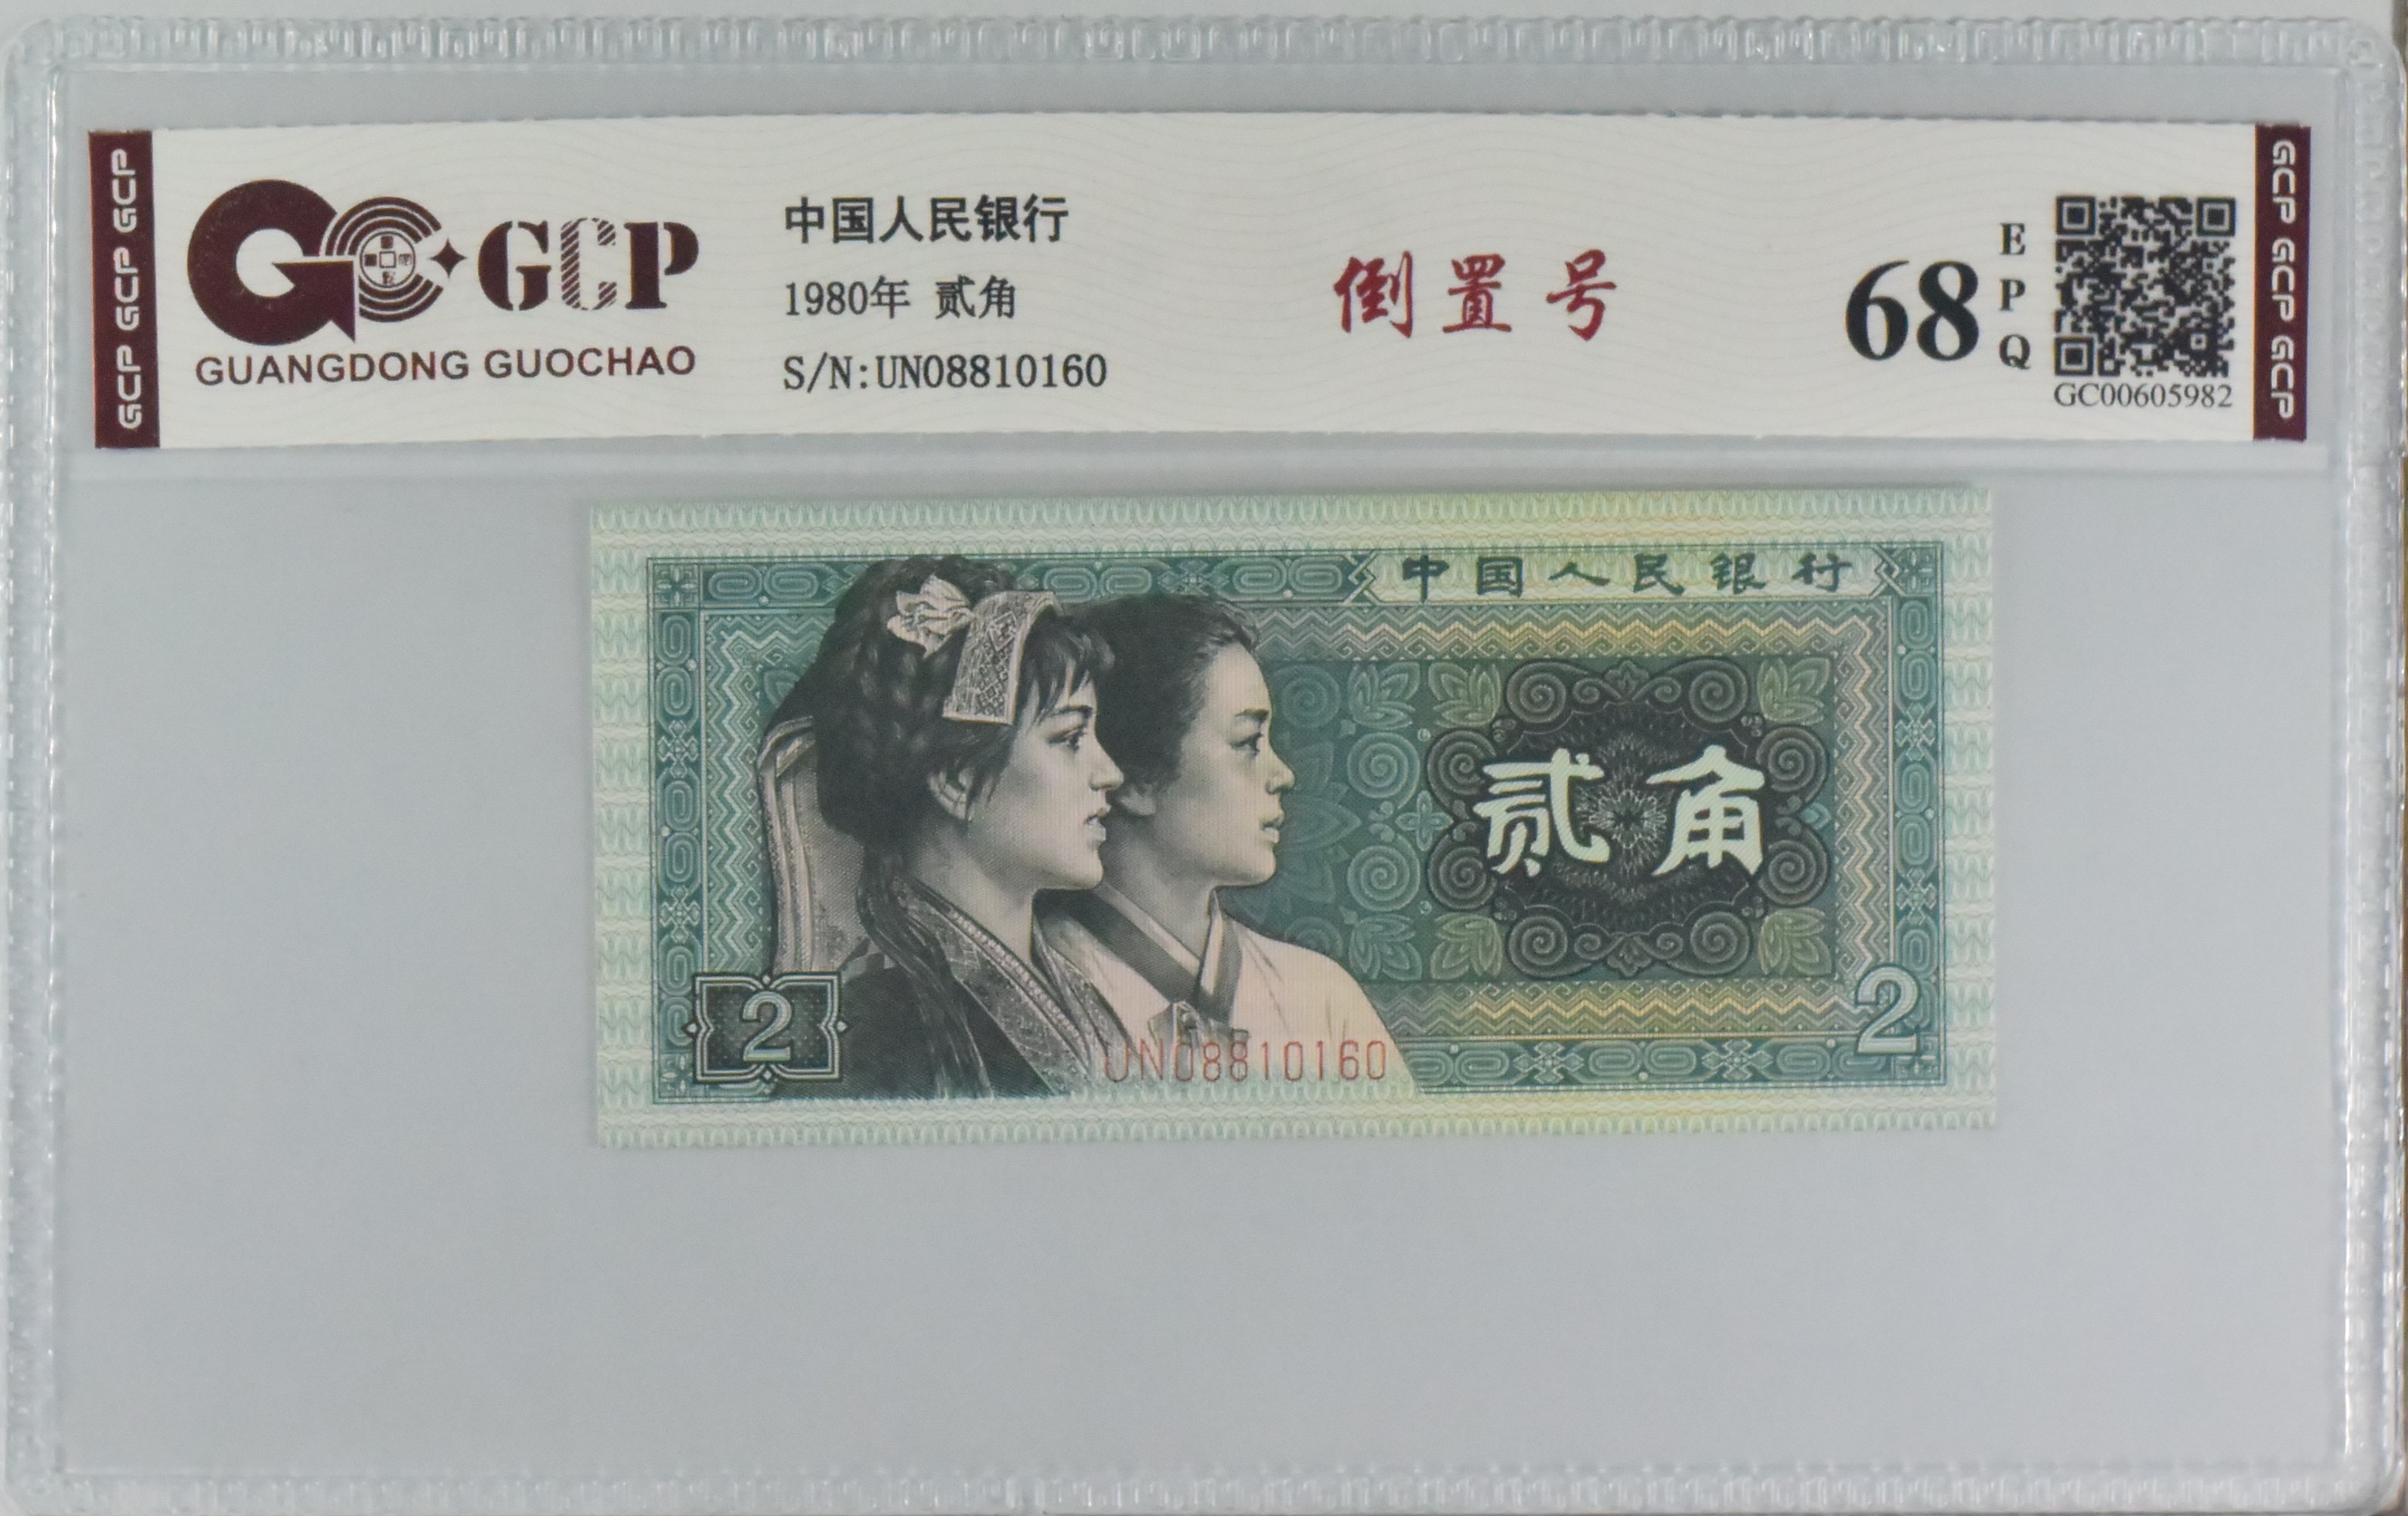 GCP GCP GCP
GCP
GUANGDONG GUOCHAO
中国人民银行
1980年 贰角
S/N:UN08810160
倒置号
68
E
P
Q
GC00605982
GCP GCP GCP
中国人民银行
贰角
2
UN08810160
2